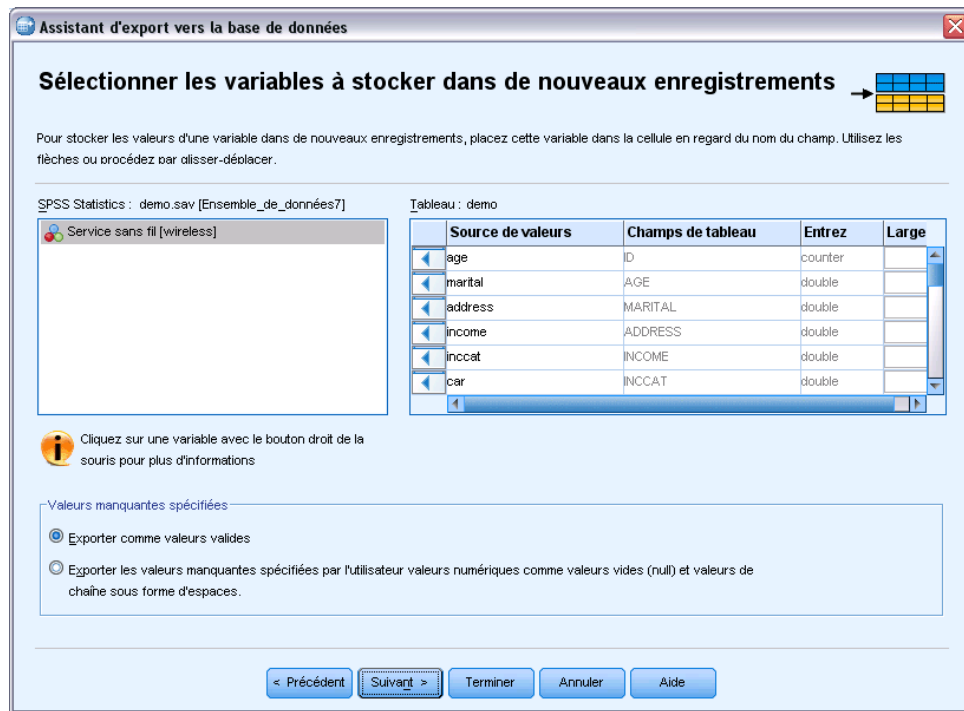 Assistant d'export vers la base de données
Sélectionner les variables à stocker dans de nouveaux enregistrements
Pour stocker les valeurs d'une variable dans de nouveaux enregistrements, placez cette variable dans la cellule en regard du nom du champ. Utilisez les
flèches ou procédez par glisser-déplacer.
SPSS Statistics : demo.sav [Ensemble_de_données7]
Service sans fil [wireless]
Tableau : demo
Source de valeurs Champs de tableau Entrez Large
age ID counter
marital AGE double
address MARITAL double
income ADDRESS double
inccat INCOME double
car INCCAT double
Cliquez sur une variable avec le bouton droit de la
souris pour plus d'informations
Valeurs manquantes spécifiées
Exporter comme valeurs valides
Exporter les valeurs manquantes spécifiées par l'utilisateur valeurs numériques comme valeurs vides (null) et valeurs de
chaîne sous forme d'espaces.
< Précédent Suivant > Terminer Annuler Aide